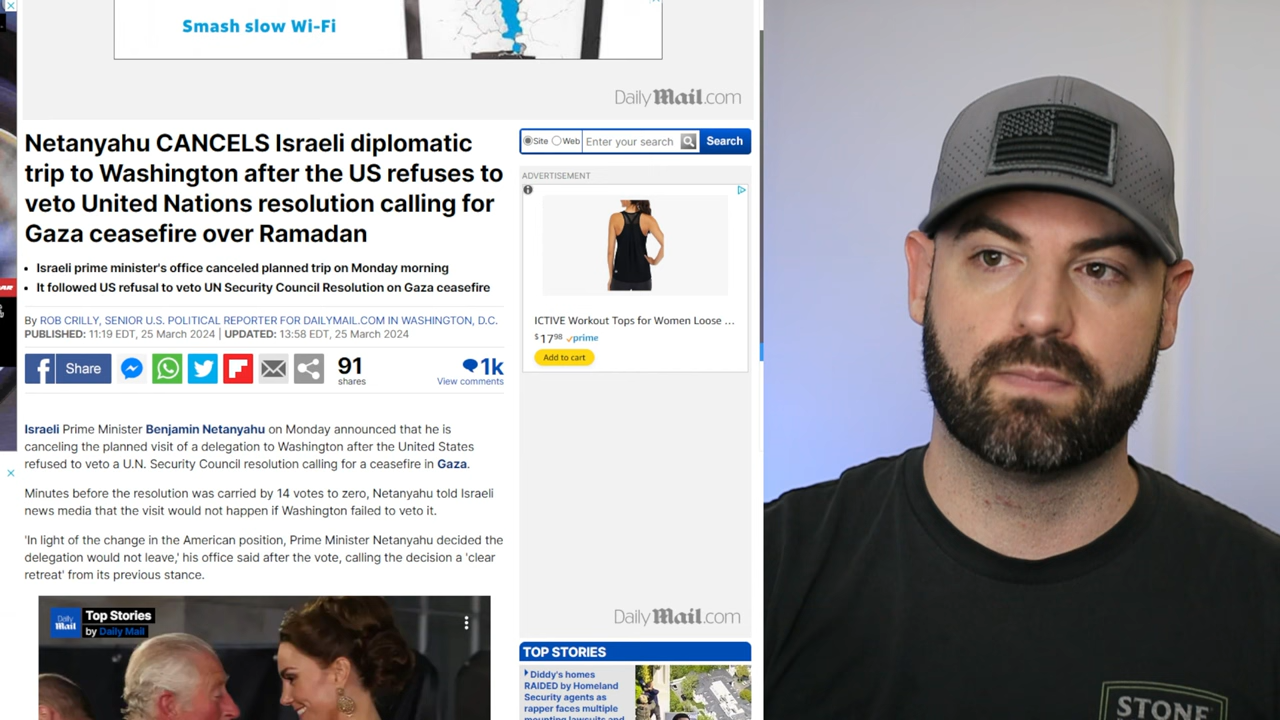 Smash slow Wi-Fi
DailyMail.com
Netanyahu CANCELS Israeli diplomatic
trip to Washington after the US refuses to
veto United Nations resolution calling for
Gaza ceasefire over Ramadan
• Israeli prime minister's office canceled planned trip on Monday morning
• It followed US refusal to veto UN Security Council Resolution on Gaza ceasefire
By ROB CRILLY, SENIOR U.S. POLITICAL REPORTER FOR DAILYMAIL.COM IN WASHINGTON, D.C.
PUBLISHED: 11:19 EDT, 25 March 2024 | UPDATED: 13:58 EDT, 25 March 2024
Share
91
shares
1k
View comments
Israeli Prime Minister Benjamin Netanyahu on Monday announced that he is
canceling the planned visit of a delegation to Washington after the United States
refused to veto a U.N. Security Council resolution calling for a ceasefire in Gaza.
Minutes before the resolution was carried by 14 votes to zero, Netanyahu told Israeli
news media that the visit would not happen if Washington failed to veto it.
'In light of the change in the American position, Prime Minister Netanyahu decided the
delegation would not leave,' his office said after the vote, calling the decision a 'clear
retreat' from its previous stance.
Daily Mail
Top Stories
by Daily Mail
Site Web Enter your search Search
ADVERTISEMENT
ICTIVE Workout Tops for Women Loose ...
$17.98 prime
Add to cart
DailyMail.com
TOP STORIES
Diddy's homes
RAIDED by Homeland
Security agents as
rapper faces multiple
mounting lawsuits and
STONE